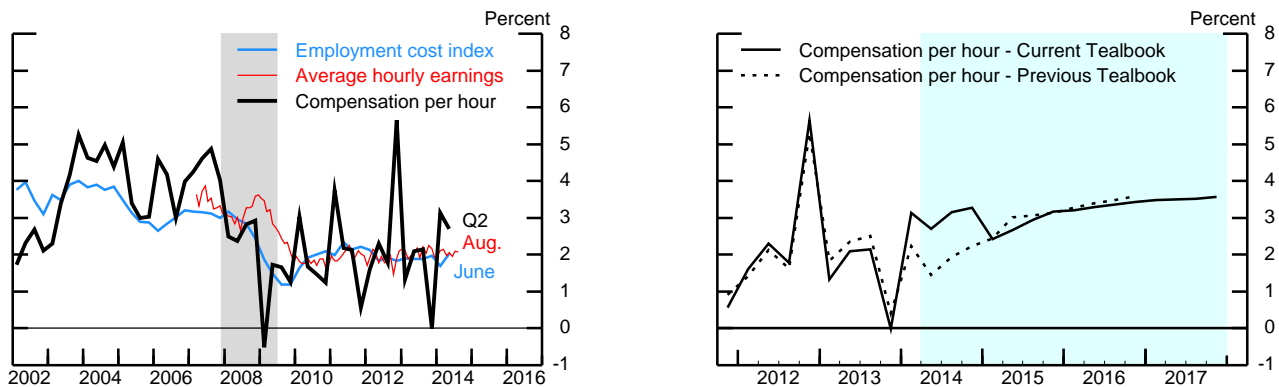 Percent
8
7
6
5
4
3
2
1
0
-1
Employment cost index
Average hourly earnings
Compensation per hour
Q2
Aug.
June
2002 2004 2006 2008 2010 2012 2014 2016
Percent
8
7
6
5
4
3
2
1
0
-1
Compensation per hour - Current Tealbook
Compensation per hour - Previous Tealbook
2012 2013 2014 2015 2016 2017